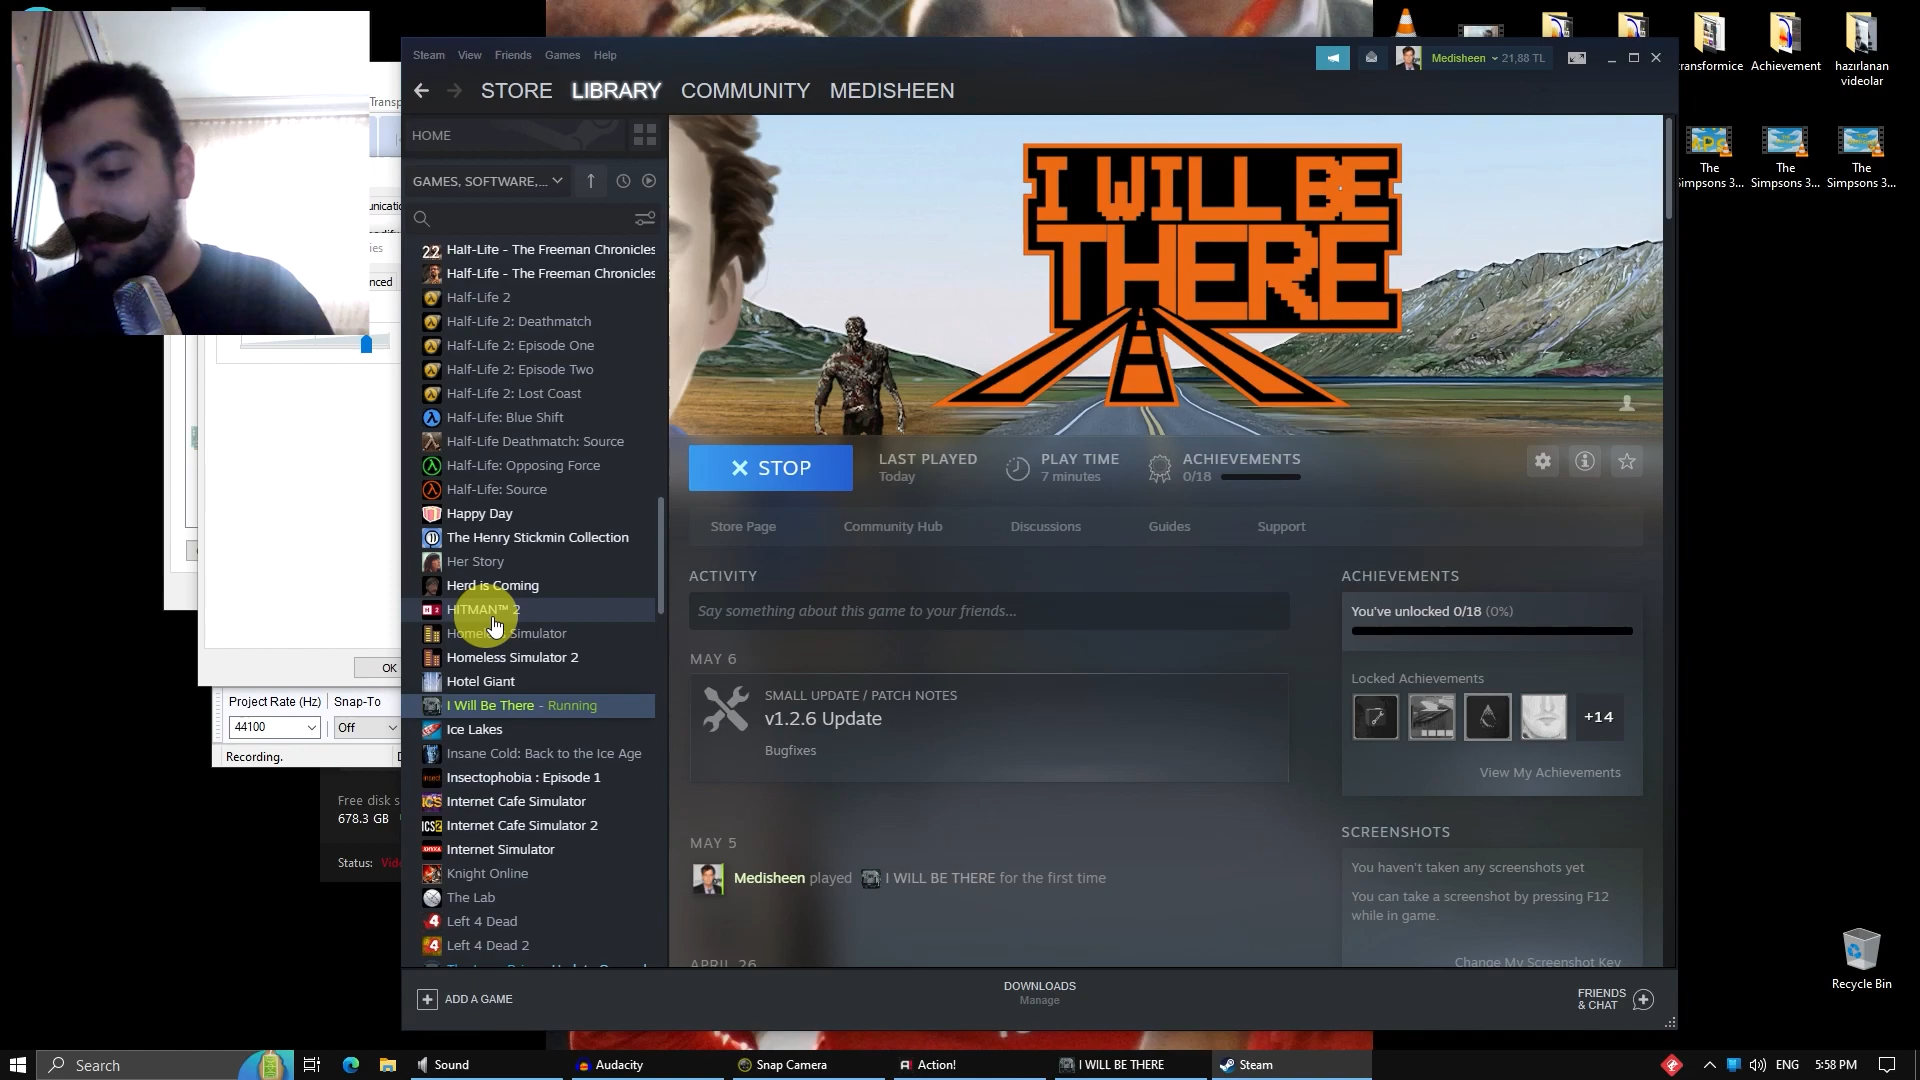 Steam View Friends Games Help
Medisheen 21,88 TL
STORE LIBRARY COMMUNITY MEDISHEEN
HOME
GAMES, SOFTWARE,...
Half-Life - The Freeman Chronicles
Half-Life - The Freeman Chronicles
Half-Life 2
Half-Life 2: Deathmatch
Half-Life 2: Episode One
Half-Life 2: Episode Two
Half-Life 2: Lost Coast
Half-Life: Blue Shift
Half-Life Deathmatch: Source
Half-Life: Opposing Force
Half-Life: Source
Happy Day
The Henry Stickmin Collection
Her Story
Herd is Coming
HITMAN™ 2
Homeless Simulator
Homeless Simulator 2
Hotel Giant
I Will Be There - Running
Ice Lakes
Insane Cold: Back to the Ice Age
Insectophobia : Episode 1
Internet Cafe Simulator
Internet Cafe Simulator 2
Internet Simulator
Knight Online
The Lab
Left 4 Dead
Left 4 Dead 2
I WILL BE
THERE
STOP
LAST PLAYED
Today
PLAY TIME
7 minutes
ACHIEVEMENTS
0/18
Store Page Community Hub Discussions Guides Support
ACTIVITY
Say something about this game to your friends...
MAY 6
SMALL UPDATE / PATCH NOTES
v1.2.6 Update
Bugfixes
MAY 5
Medisheen played I WILL BE THERE for the first time
APRIL 26
ACHIEVEMENTS
You've unlocked 0/18 (0%)
Locked Achievements
+14
View My Achievements
SCREENSHOTS
You haven't taken any screenshots yet
You can take a screenshot by pressing F12
while in game.
Change My Screenshot Key
ADD A GAME
DOWNLOADS
Manage
FRIENDS
& CHAT
Transp
unicatio
ies
nced
OK
Project Rate (Hz) Snap-To
44100 Off
Recording.
Free disk s
678.3 GB
Status: Vide
transformice
Achievement
hazırlanan
videolar
The
Simpsons 3...
The
Simpsons 3...
The
Simpsons 3...
Recycle Bin
Search
Sound
Audacity
Snap Camera
Action!
I WILL BE THERE
Steam
ENG
5:58 PM